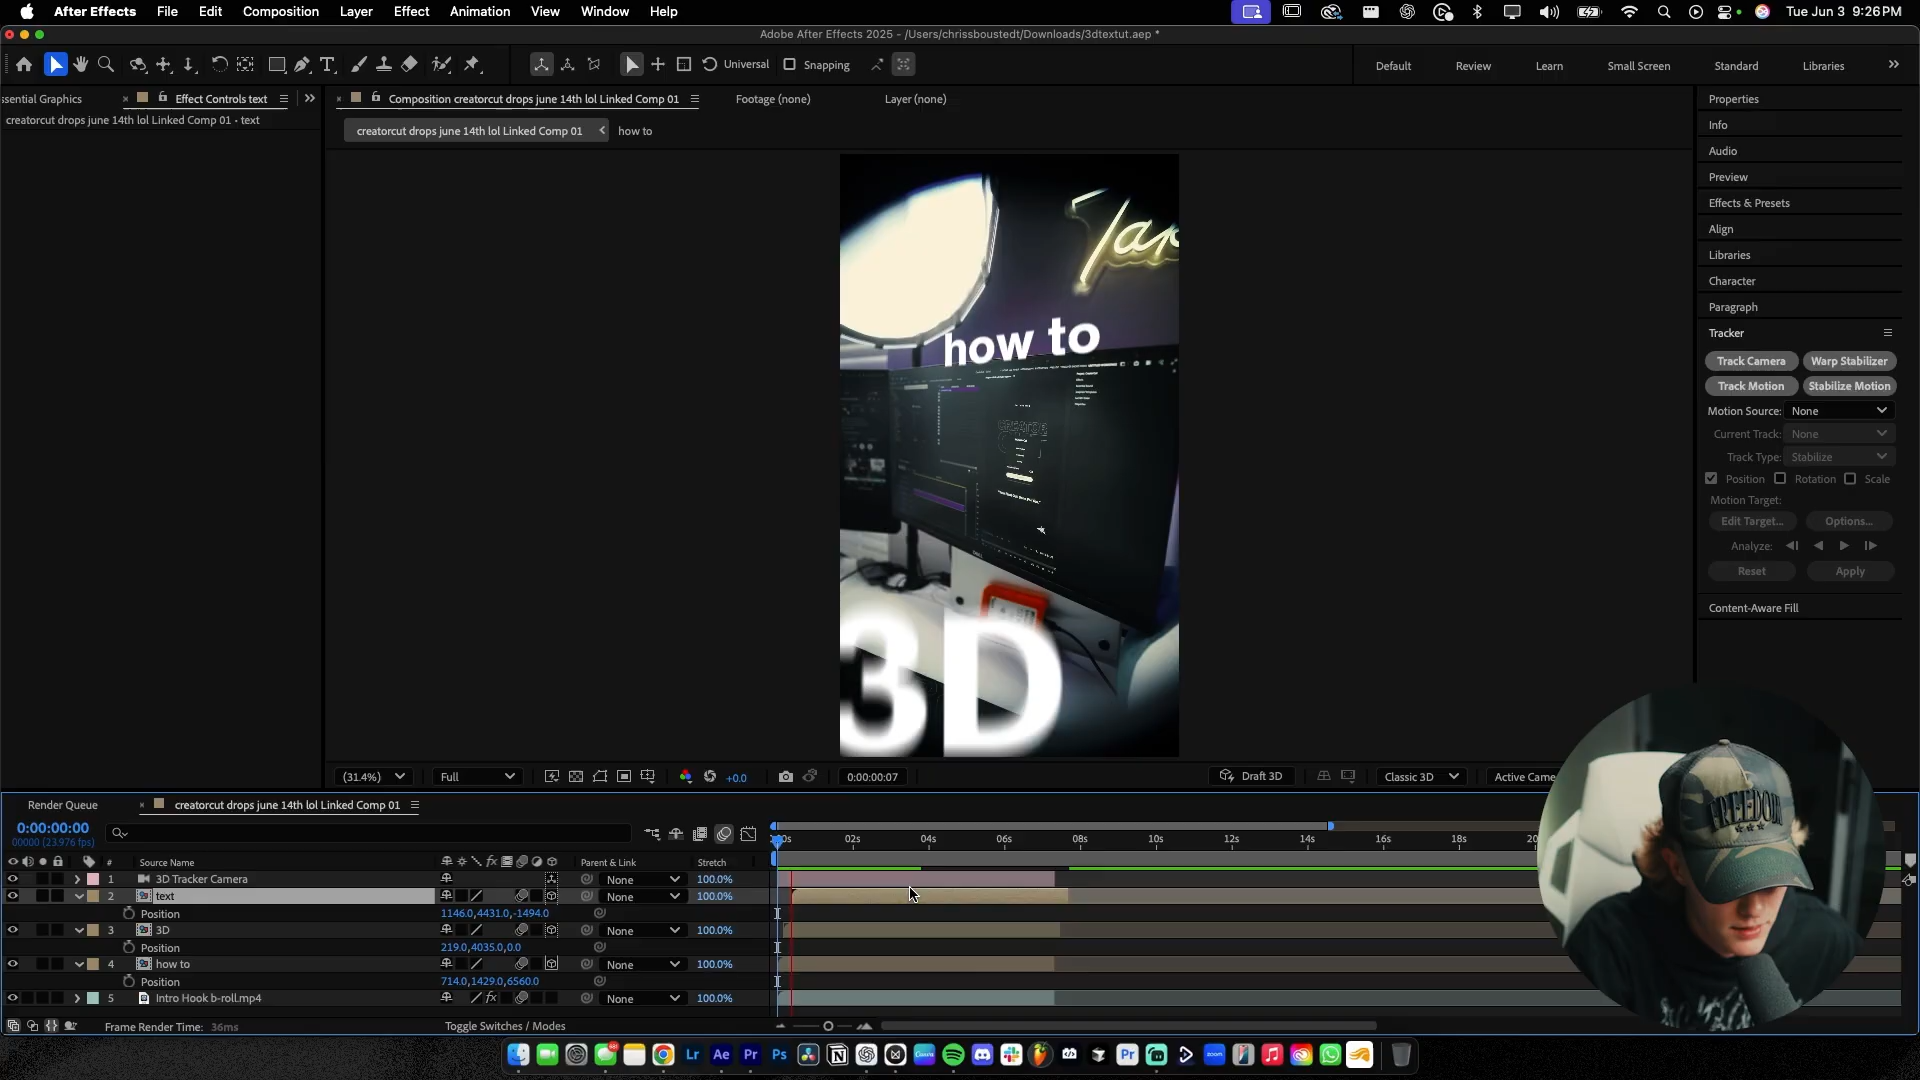 After Effects File Edit Composition Layer Effect Animation View Window Help Tue Jun 3 9:26 PM
Adobe After Effects 2025 - /Users/chrissboustedt/Downloads/3dtextut.aep *
Universal Snapping Default Review Learn Small Screen Standard Libraries
ssential Graphics Effect Controls text Composition creatorcut drops june 14th lol Linked Comp 01 Footage (none) Layer (none)
creatorcut drops june 14th lol Linked Comp 01 • text
creatorcut drops june 14th lol Linked Comp 01 how to
Properties
Info
Audio
Preview
Effects & Presets
Align
Libraries
Character
Paragraph
Tracker
Track Camera Warp Stabilizer
Track Motion Stabilize Motion
Motion Source: None
Current Track: None
Track Type: Stabilize
Position Rotation Scale
Motion Target:
Edit Target... Options...
Analyze:
Reset Apply
Content-Aware Fill
how to
3D
(31.4%) Full +0.0 0:00:00:07 Draft 3D Classic 3D Active Came
FREEDOM
Render Queue creatorcut drops june 14th lol Linked Comp 01
0:00:00:00
00000 (23.976 fps)
0s 02s 04s 06s 08s 10s 12s 14s 16s 18s
# Source Name Parent & Link Stretch
1 3D Tracker Camera None 100.0%
2 text None 100.0%
Position 1146.0,4431.0,-1494.0
3 3D None 100.0%
Position 219.0,4035.0,0.0
4 how to None 100.0%
Position 714.0,1429.0,6560.0
5 Intro Hook b-roll.mp4 fx None 100.0%
Frame Render Time: 36ms Toggle Switches / Modes
Lr Ae Pr Ps Pr zoom